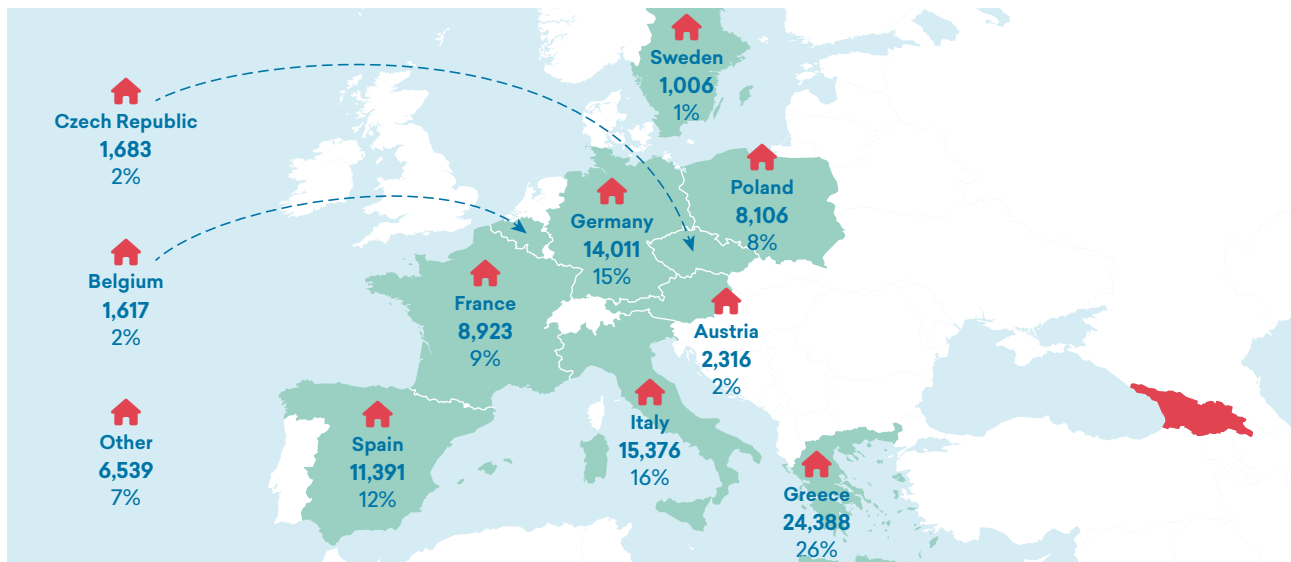 Sweden
1,006
1%
Czech Republic
1,683
2%
Poland
8,106
8%
Germany
14,011
15%
Belgium
1,617
2%
France
8,923
9%
Austria
2,316
2%
Other
6,539
7%
Spain
11,391
12%
Italy
15,376
16%
Greece
24,388
26%